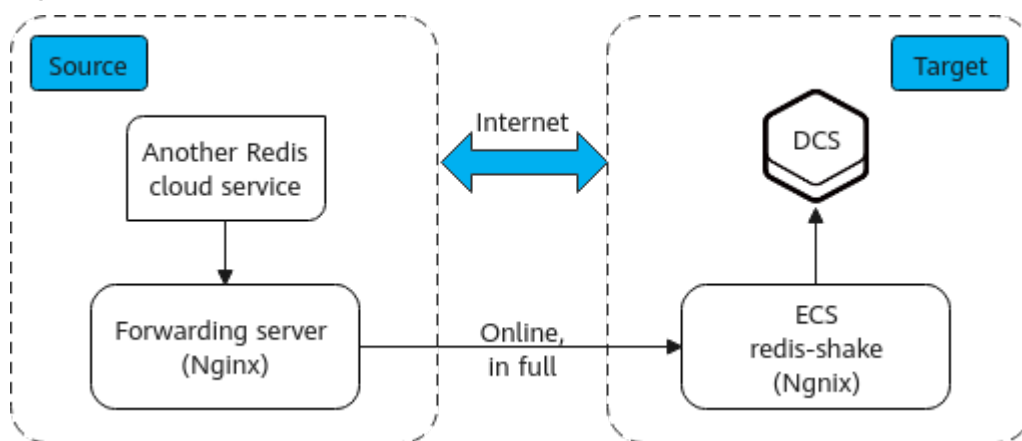 Source
Target
Internet
DCS
Another Redis
cloud service
Forwarding server
(Nginx)
Online,
in full
ECS
redis-shake
(Ngnix)